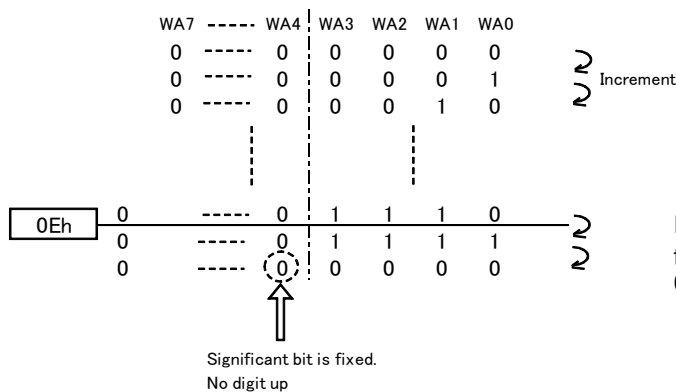 WA7 ----- WA4 WA3 WA2 WA1 WA0
0 ----- 0 0 0 0 0
0 ----- 0 0 0 0 1
Increment
0 ----- 0 0 0 1 0
0 ----- 0 1 1 1 0
0Eh
0 ----- 0 1 1 1 1
0 ----- 0 0 0 0 0
Significant bit is fixed.
No digit up